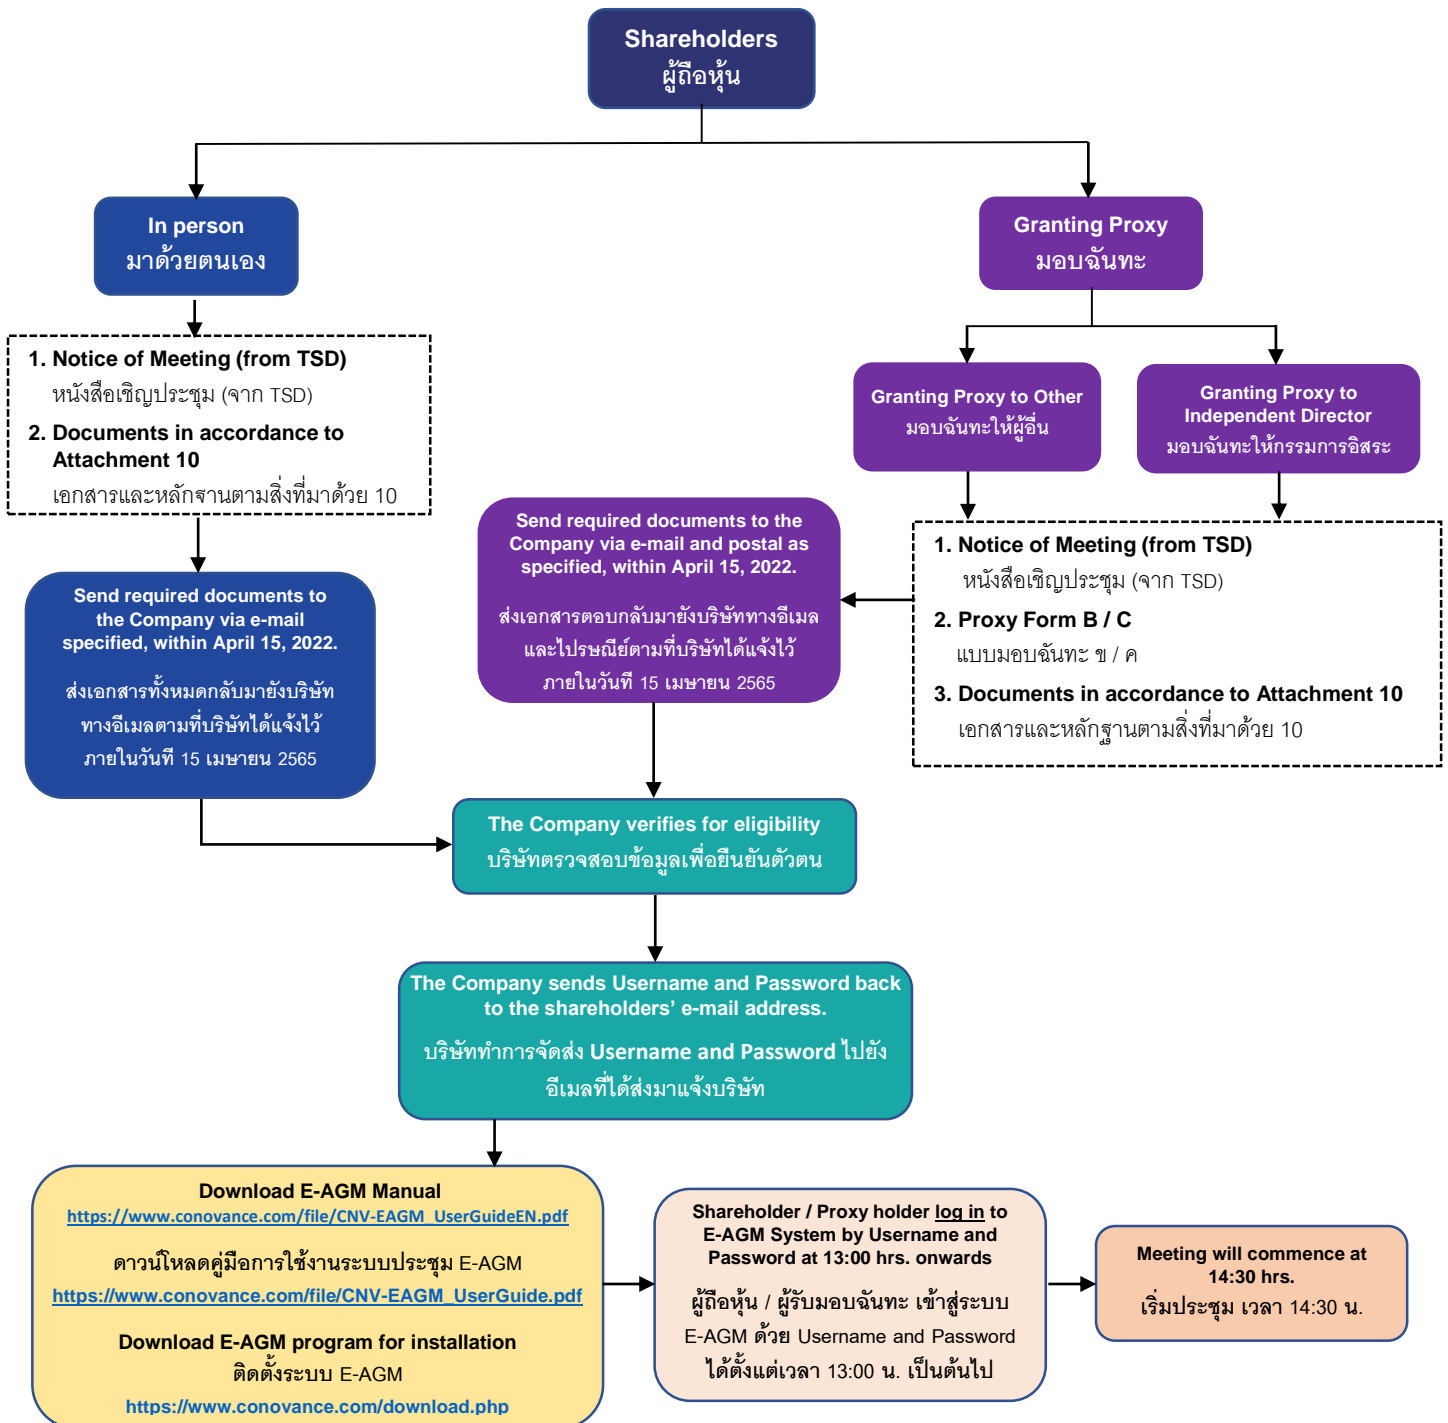 Shareholders
ผู้ถือหุ้น
In person
มาด้วยตนเอง
Granting Proxy
มอบฉันทะ
1. Notice of Meeting (from TSD)
หนังสือเชิญประชุม (จาก TSD)
2. Documents in accordance to
Attachment 10
เอกสารและหลักฐานตามสิ่งที่มาด้วย 10
Granting Proxy to Other
มอบฉันทะให้ผู้อื่น
Granting Proxy to
Independent Director
มอบฉันทะให้กรรมการอิสระ
Send required documents to
the Company via e-mail
specified, within April 15, 2022.
ส่งเอกสารทั้งหมดกลับมายังบริษัท
ทางอีเมลตามที่บริษัทได้แจ้งไว้
ภายในวันที่ 15 เมษายน 2565
Send required documents to the
Company via e-mail and postal as
specified, within April 15, 2022.
ส่งเอกสารตอบกลับมายังบริษัททางอีเมล
และไปรษณีย์ตามที่บริษัทได้แจ้งไว้
ภายในวันที่ 15 เมษายน 2565
1. Notice of Meeting (from TSD)
หนังสือเชิญประชุม (จาก TSD)
2. Proxy Form B / C
แบบมอบฉันทะ ข / ค
3. Documents in accordance to Attachment 10
เอกสารและหลักฐานตามสิ่งที่มาด้วย 10
The Company verifies for eligibility
บริษัทตรวจสอบข้อมูลเพื่อยืนยันตัวตน
The Company sends Username and Password back
to the shareholders’ e-mail address.
บริษัททำการจัดส่ง Username and Password ไปยัง
อีเมลที่ได้ส่งมาแจ้งบริษัท
Download E-AGM Manual
https://www.conovance.com/file/CNV-EAGM_UserGuideEN.pdf
ดาวน์โหลดคู่มือการใช้งานระบบประชุม E-AGM
https://www.conovance.com/file/CNV-EAGM_UserGuide.pdf
Download E-AGM program for installation
ติดตั้งระบบ E-AGM
https://www.conovance.com/download.php
Shareholder / Proxy holder log in to
E-AGM System by Username and
Password at 13:00 hrs. onwards
ผู้ถือหุ้น / ผู้รับมอบฉันทะ เข้าสู่ระบบ
E-AGM ด้วย Username and Password
ได้ตั้งแต่เวลา 13:00 น. เป็นต้นไป
Meeting will commence at
14:30 hrs.
เริ่มประชุม เวลา 14:30 น.